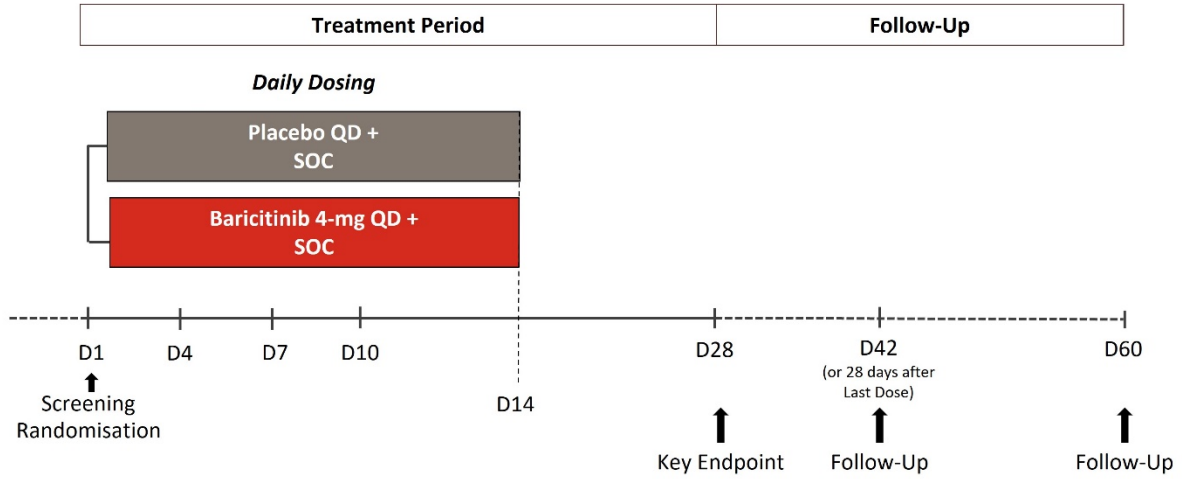 Treatment Period
Follow-Up
Daily Dosing
Placebo QD +
SOC
Baricitinib 4-mg QD +
SOC
D1
D4
D7
D10
D14
D28
D42
(or 28 days after
Last Dose)
D60
Screening
Randomisation
Key Endpoint
Follow-Up
Follow-Up